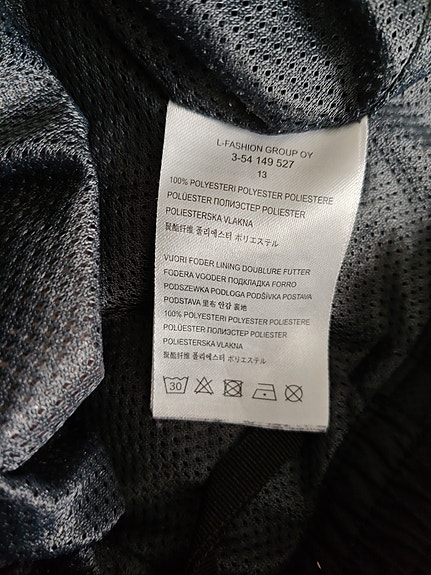 L-FASHION GROUP OY
3-54 149 527
13
100% POLYESTERI POLYESTER POLIESTERE
POLÜESTER ПОЛИЭСТЕР POLIESTER
POLIESTERSKA VLAKNA
聚酯纤维 폴리에스터 ポリエステル
VUORI FODER LINING DOUBLURE FUTTER
FODERA VOODER ПОДКЛАДКА FORRO
PODSZEWKA PODLOGA PODŠÍVKA POSTAVA
PODSTAVA 里布 안감 裏地
100% POLYESTERI POLYESTER POLIESTERE
POLÜESTER ПОЛИЭСТЕР POLIESTER
POLIESTERSKA VLAKNA
聚酯纤维 폴리에스터 ポリエステル
30